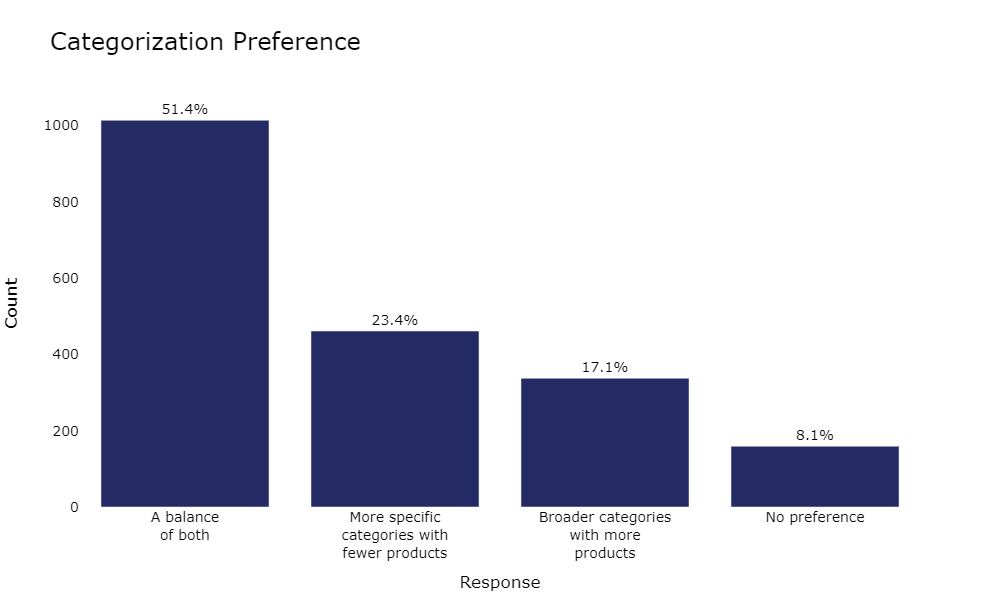 Categorization Preference
51.4%
23.4%
17.1%
8.1%
1000
800
600
400
200
0
Count
A balance
of both
More specific
categories with
fewer products
Broader categories
with more
products
No preference
Response